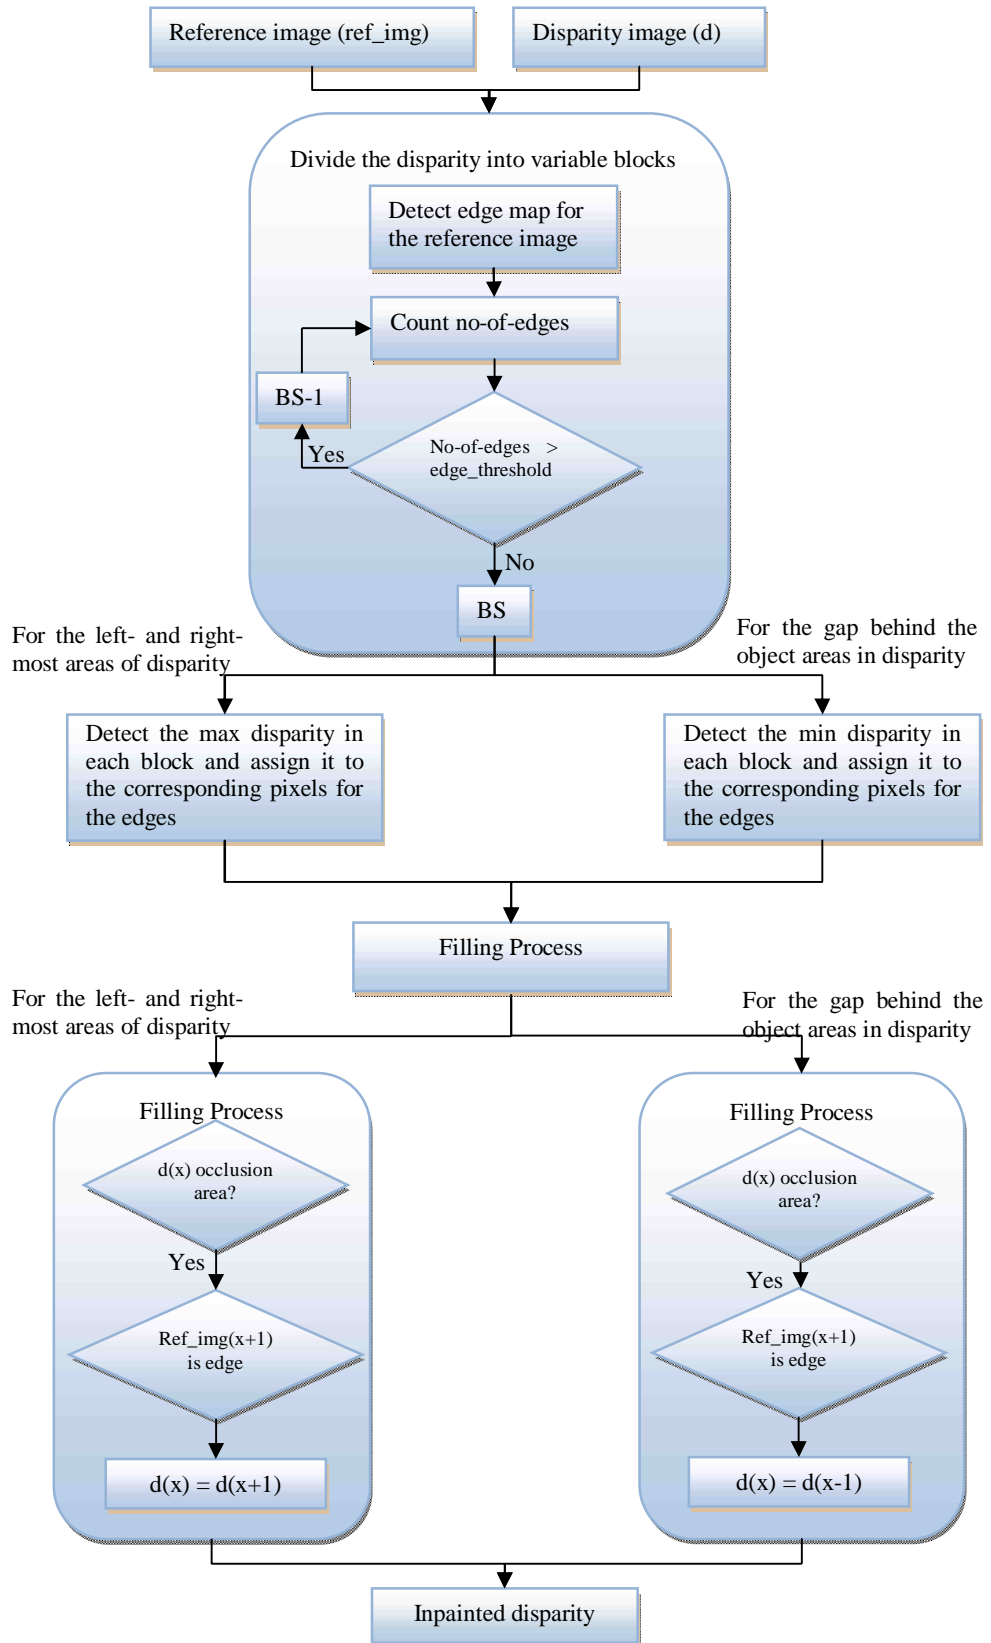 Reference image (ref_img)
Disparity image (d)
Divide the disparity into variable blocks
Detect edge map for
the reference image
Count no-of-edges
BS-1
Yes
No-of-edges >
edge_threshold
No
BS
For the left- and right-
most areas of disparity
For the gap behind the
object areas in disparity
Detect the max disparity in
each block and assign it to
the corresponding pixels for
the edges
Detect the min disparity in
each block and assign it to
the corresponding pixels for
the edges
Filling Process
For the left- and right-
most areas of disparity
For the gap behind the
object areas in disparity
Filling Process
d(x) occlusion
area?
Yes
Ref_img(x+1)
is edge
d(x) = d(x+1)
Filling Process
d(x) occlusion
area?
Yes
Ref_img(x+1)
is edge
d(x) = d(x-1)
Inpainted disparity